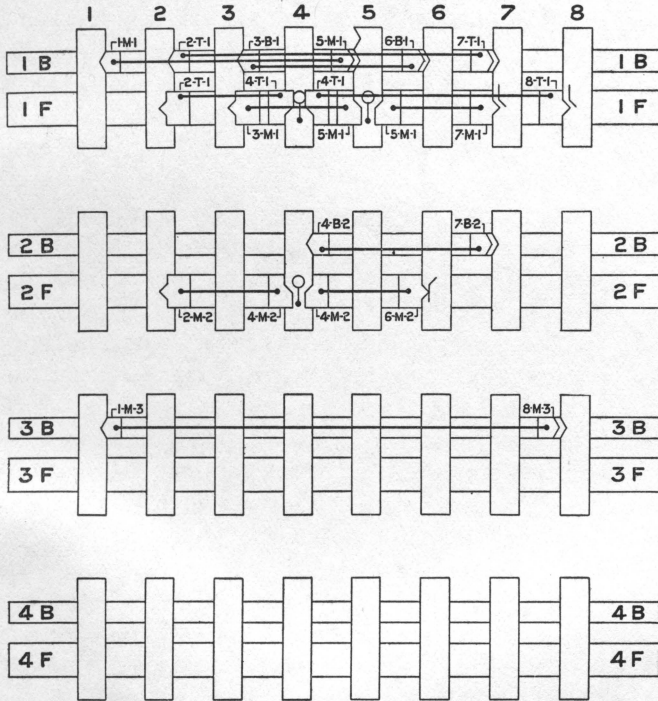 1 2 3 4 5 6 7 8
1-M-1 2-T-1 3-B-1 5-M-1 6-B-1 7-T-1
1 B 1 B
2-T-1 4-T-1 4-T-1 8-T-1
1 F 1 F
3-M-1 5-M-1 5-M-1 7-M-1
4-B-2 7-B-2
2 B 2 B
2 F 2 F
2-M-2 4-M-2 4-M-2 6-M-2
1-M-3 8-M-3
3 B 3 B
3 F 3 F
4 B 4 B
4 F 4 F